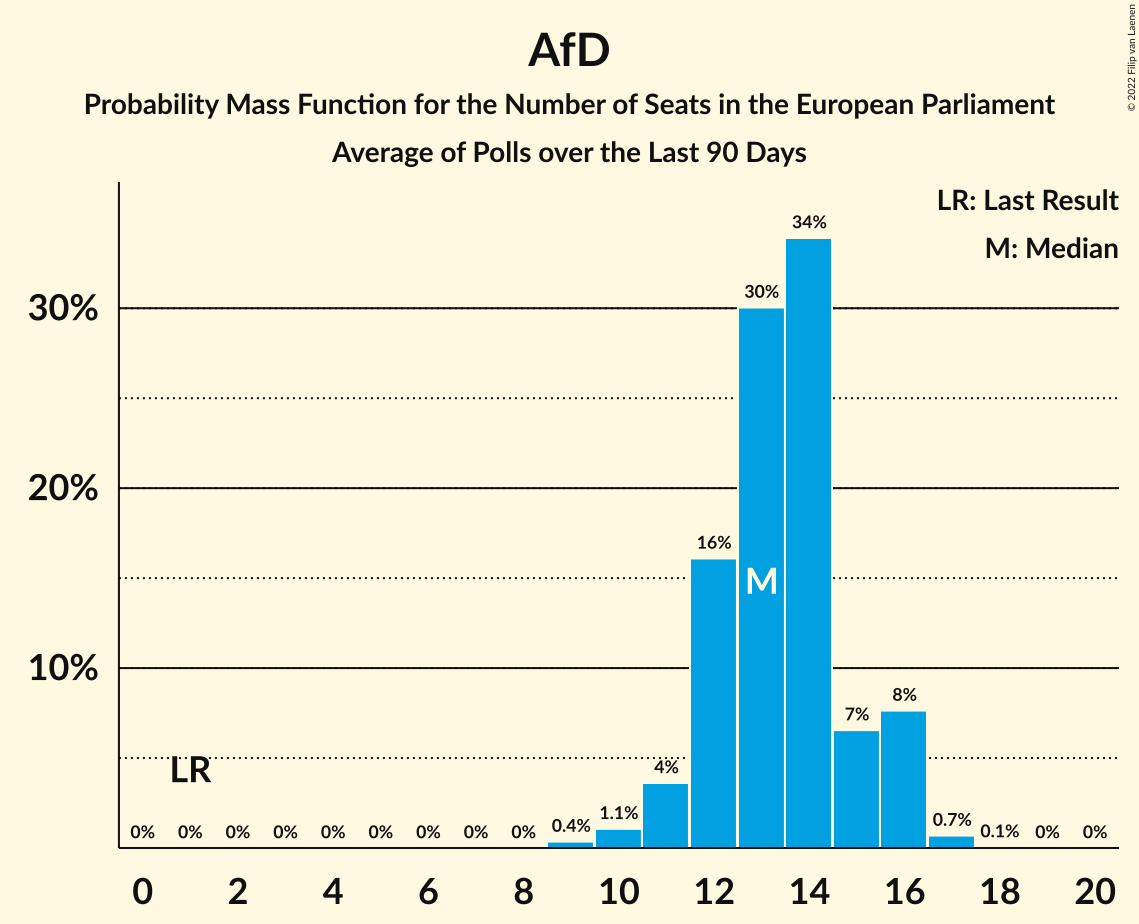 AfD
Probability Mass Function for the Number of Seats in the European Parliament
Average of Polls over the Last 90 Days
© 2022 Filip van Laenen
LR: Last Result
M: Median
34%
30%
30%
20%
16%
M
10%
8%
7%
LR
4%
0% 0% 0% 0% 0% 0% 0% 0% 0% 0.4% 1.1% 0.7% 0.1% 0% 0%
0 2 4 6 8 10 12 14 16 18 20